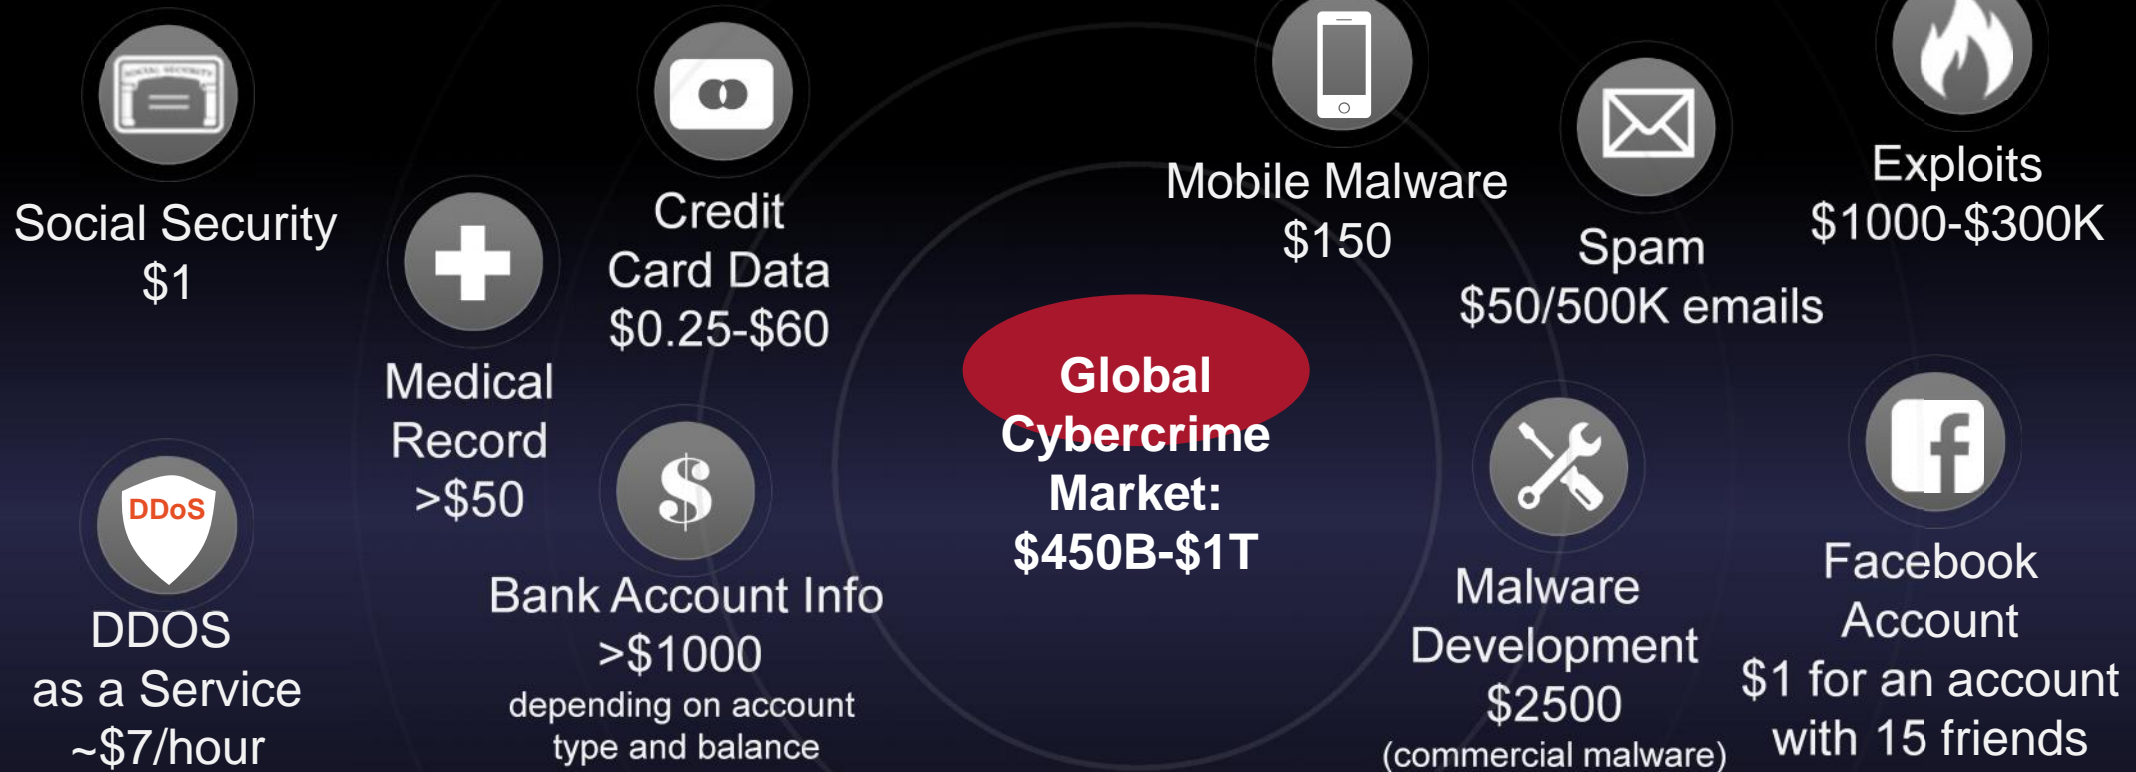 SOCIAL SECURITY
Social Security
$1
Medical
Record
>$50
Credit
Card Data
$0.25-$60
DDoS
DDOS
as a Service
~$7/hour
Bank Account Info
>$1000
depending on account
type and balance
Global
Cybercrime
Market:
$450B-$1T
Mobile Malware
$150
Spam
$50/500K emails
Exploits
$1000-$300K
Malware
Development
$2500
(commercial malware)
Facebook
Account
$1 for an account
with 15 friends